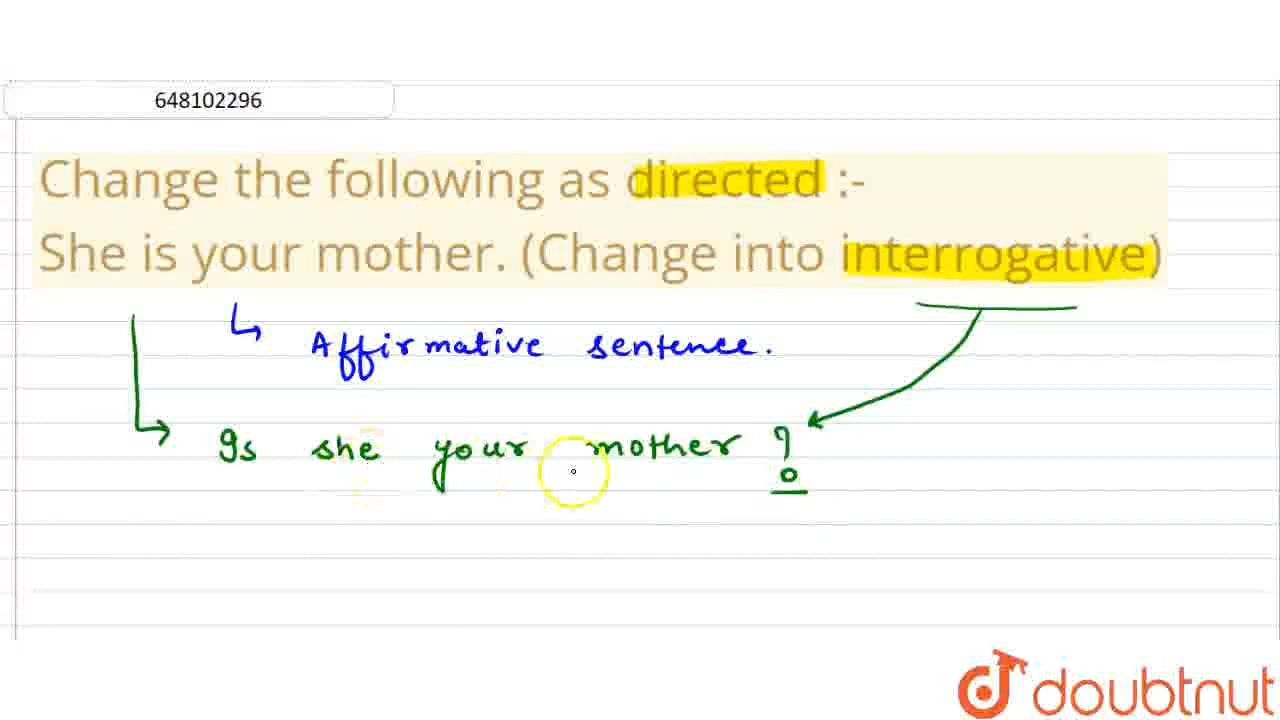 648102296
Change the following as directed :-
She is your mother. (Change into interrogative)
Affirmative sentence.
Is she your mother ?
doubtnut